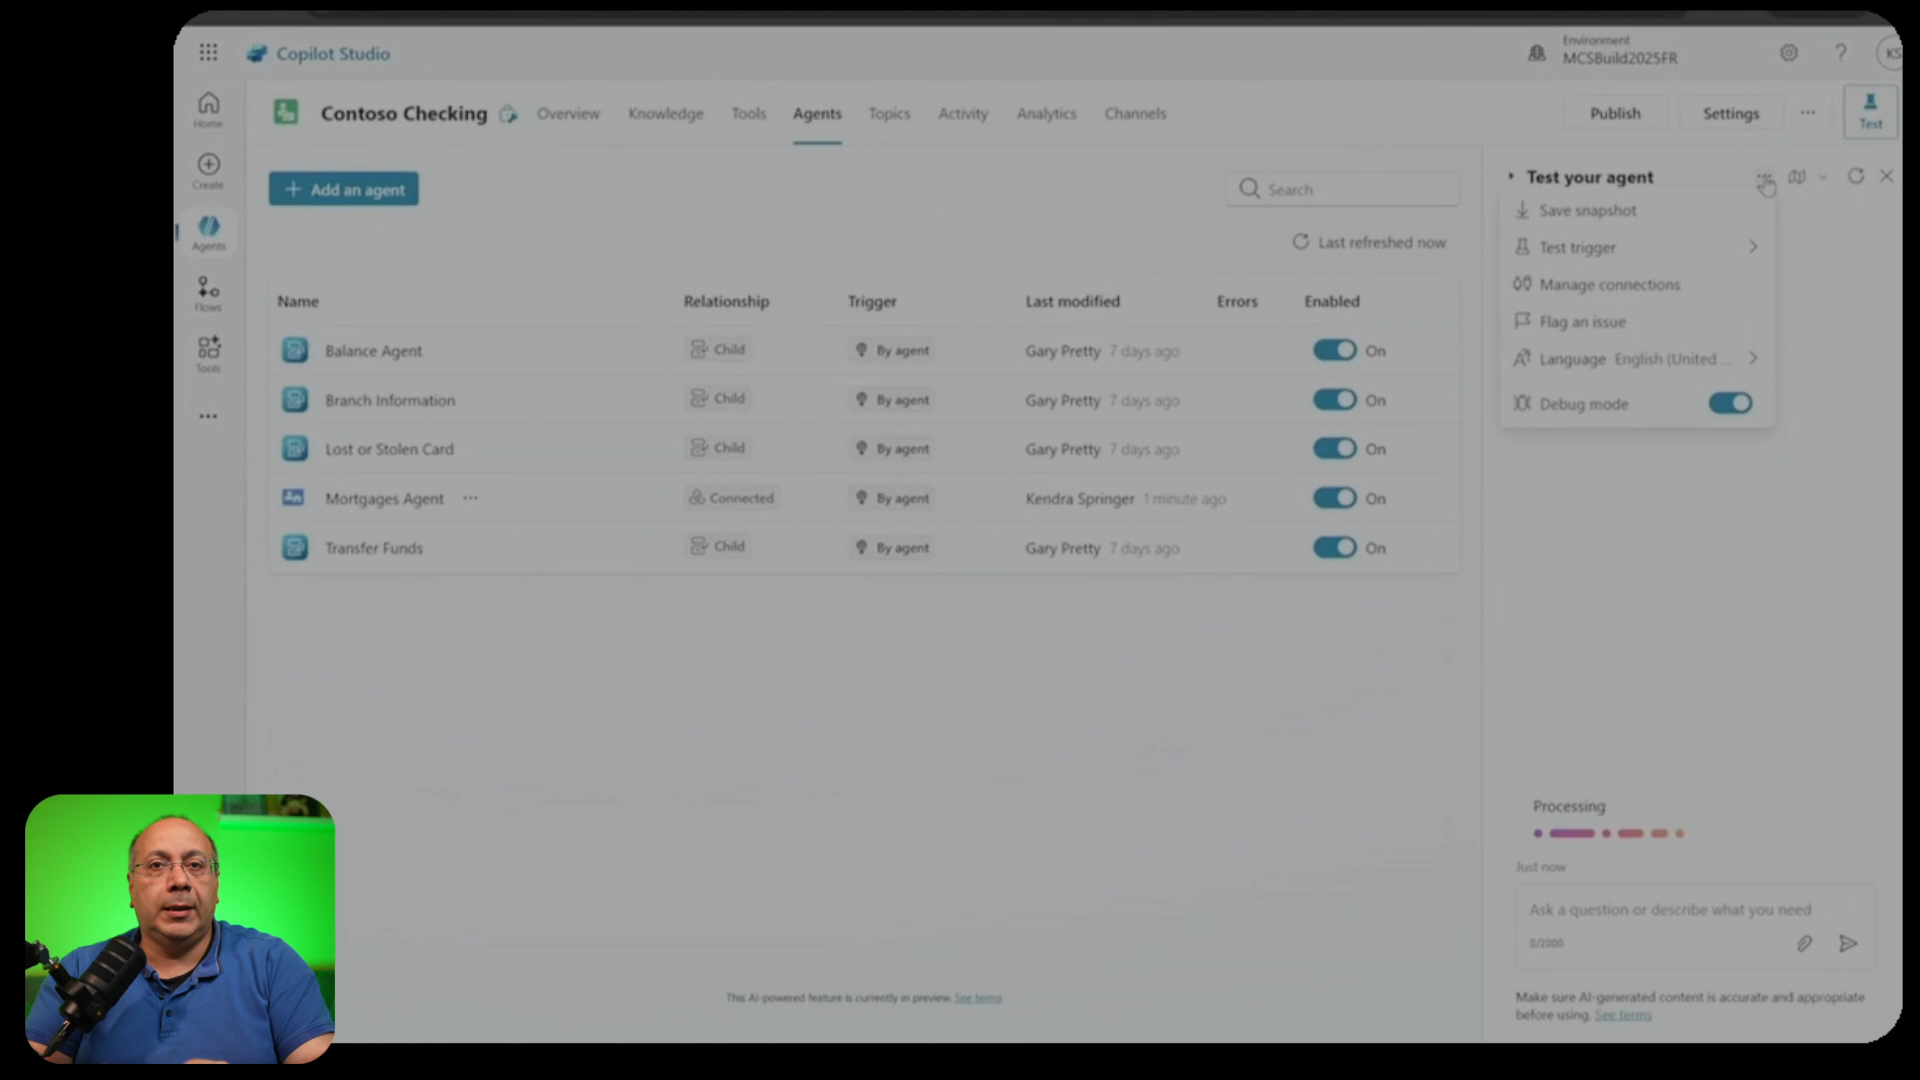 Copilot Studio
Environment
MCSBuild2025FR
KS
Home
Create
Agents
Flows
Tools
Contoso Checking
Overview
Knowledge
Tools
Agents
Topics
Activity
Analytics
Channels
Publish
Settings
Test
Add an agent
Search
Last refreshed now
Name Relationship Trigger Last modified Errors Enabled
Balance Agent Child By agent Gary Pretty 7 days ago On
Branch Information Child By agent Gary Pretty 7 days ago On
Lost or Stolen Card Child By agent Gary Pretty 7 days ago On
Mortgages Agent ... Connected By agent Kendra Springer 1 minute ago On
Transfer Funds Child By agent Gary Pretty 7 days ago On
This AI-powered feature is currently in preview. See terms
Test your agent
Save snapshot
Test trigger
Manage connections
Flag an issue
Language English (United ...
Debug mode
Processing
Just now
Ask a question or describe what you need
0/2000
Make sure AI-generated content is accurate and appropriate
before using. See terms